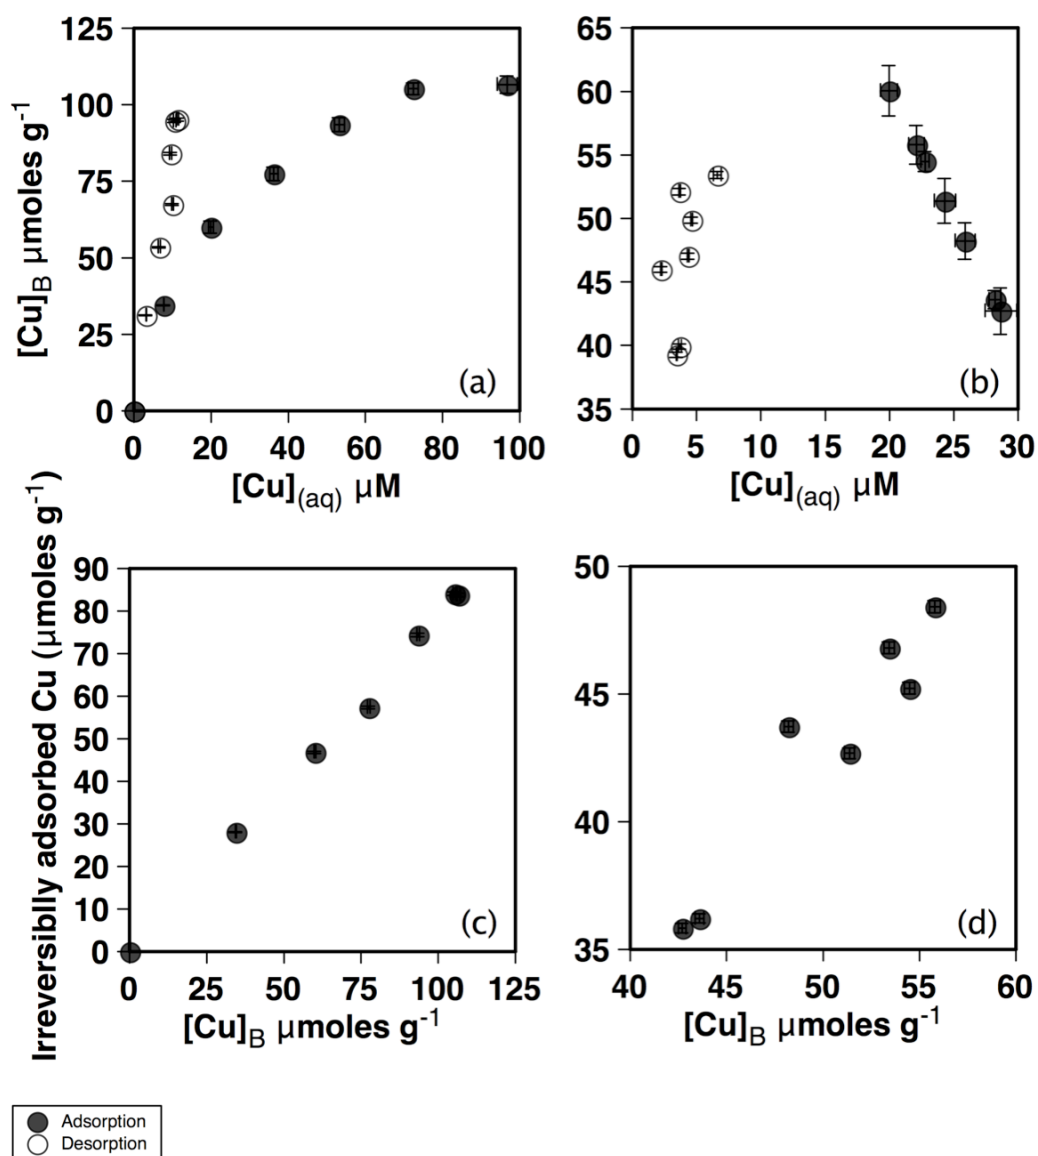 125
100
75
50
25
0
0 20 40 60 80 100
[Cu]B μmoles g-1
[Cu](aq) μM
(a)
65
60
55
50
45
40
35
0 5 10 15 20 25 30
[Cu](aq) μM
(b)
Irreversiblly adsorbed Cu (μmoles g-1)
90
80
70
60
50
40
30
20
10
0
0 25 50 75 100 125
[Cu]B μmoles g-1
(c)
50
45
40
35
40 45 50 55 60
[Cu]B μmoles g-1
(d)
Adsorption
Desorption